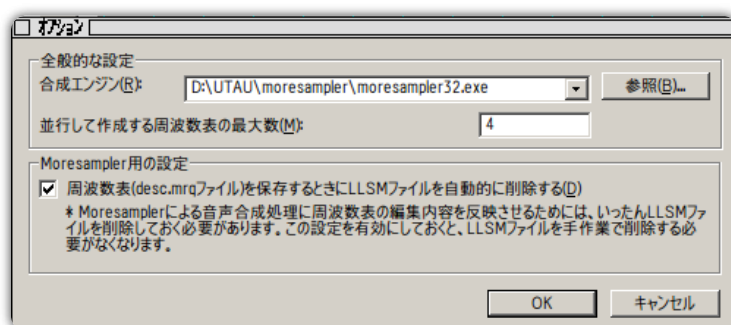 オプション
全般的な設定
合成エンジン(R): D:\UTAU\moresampler\moresampler32.exe 参照(B)...
並行して作成する周波数表の最大数(M): 4
Moresampler用の設定
周波数表(desc.mrqファイル)を保存するときにLLSMファイルを自動的に削除する(D)
* Moresamplerによる音声合成処理に周波数表の編集内容を反映させるためには、いったんLLSMファ
イルを削除しておく必要があります。この設定を有効にしておくと、LLSMファイルを手作業で削除する必
要がなくなります。
OK キャンセル